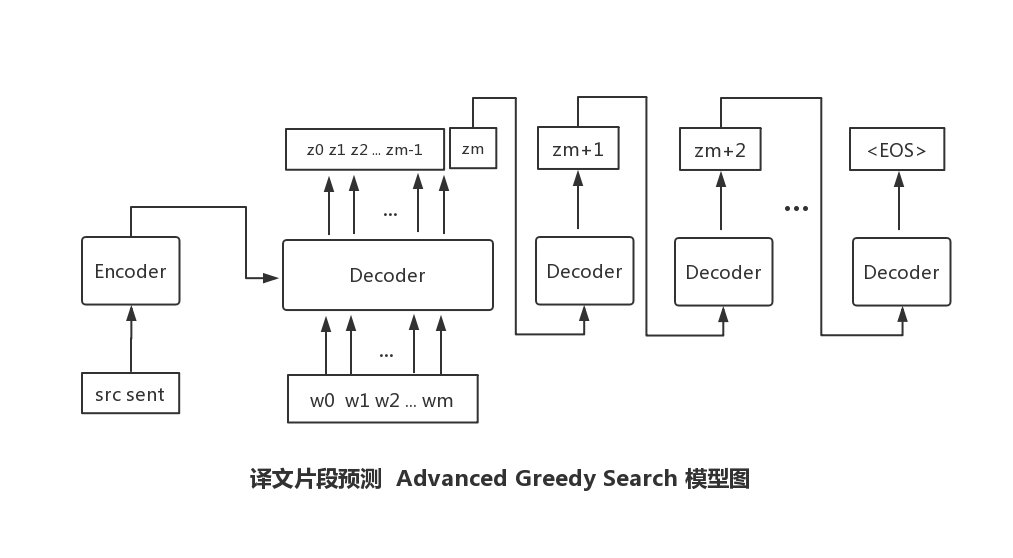 z0 z1 z2 ... zm-1
zm
zm+1
zm+2
<EOS>
...
...
Encoder
Decoder
Decoder
Decoder
Decoder
...
src sent
w0 w1 w2 ... wm
译文片段预测 Advanced Greedy Search 模型图